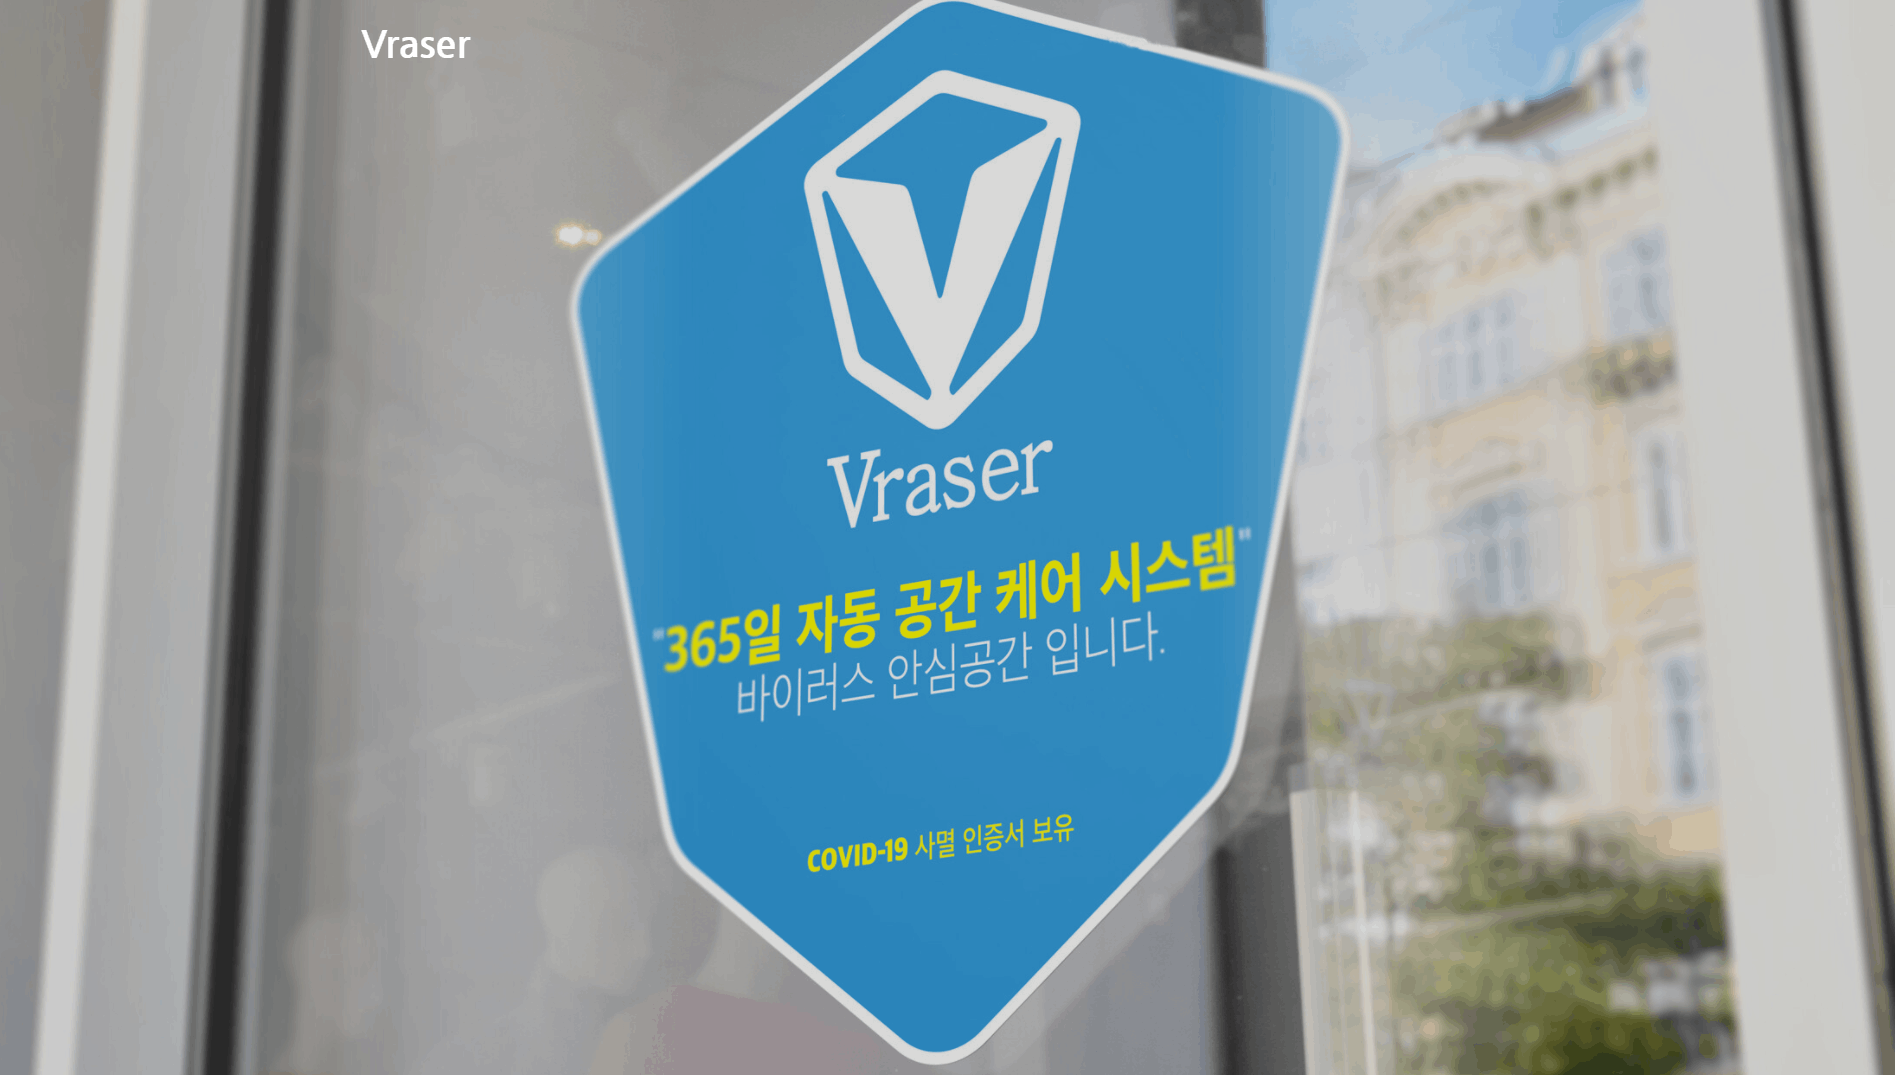 Vraser
Vraser
"365일 자동 공간 케어 시스템"
바이러스 안심공간 입니다.
COVID-19 사멸 인증서 보유